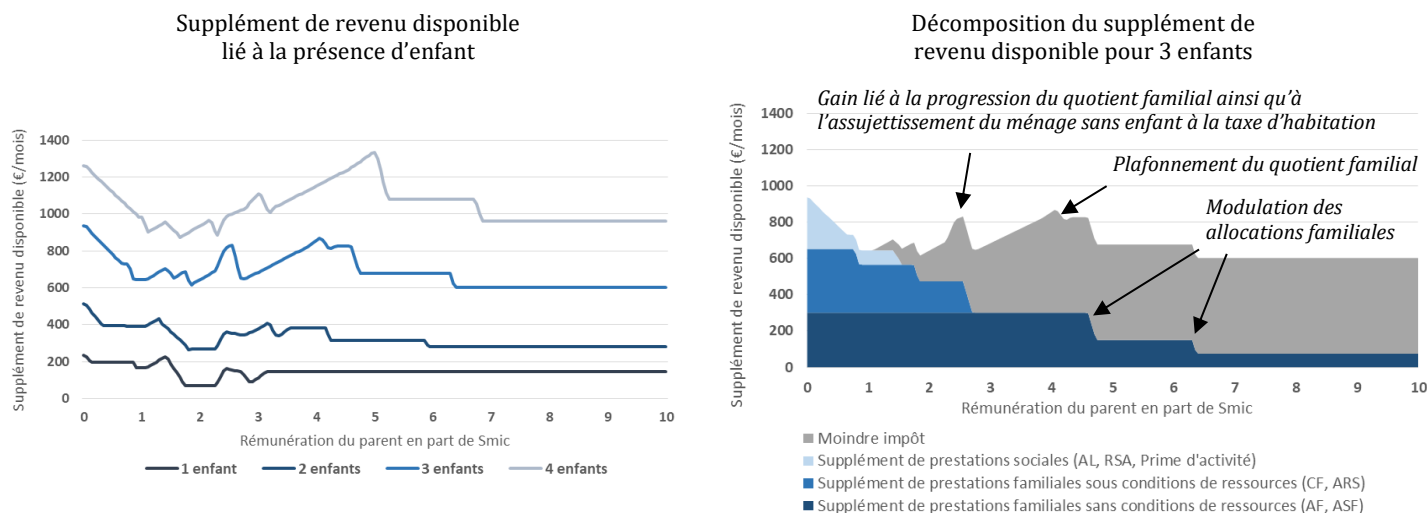 Supplément de revenu disponible
lié à la présence d’enfant
Supplément de revenu disponible (€/mois)
1400
1200
1000
800
600
400
200
0
0 1 2 3 4 5 6 7 8 9 10
Rémunération du parent en part de Smic
1 enfant 2 enfants 3 enfants 4 enfants
Décomposition du supplément de
revenu disponible pour 3 enfants
Gain lié à la progression du quotient familial ainsi qu’à
l’assujettissement du ménage sans enfant à la taxe d’habitation
Plafonnement du quotient familial
Modulation des
allocations familiales
Supplément de revenu disponible (€/mois)
1400
1200
1000
800
600
400
200
0
0 1 2 3 4 5 6 7 8 9 10
Rémunération du parent en part de Smic
Moindre impôt
Supplément de prestations sociales (AL, RSA, Prime d'activité)
Supplément de prestations familiales sous conditions de ressources (CF, ARS)
Supplément de prestations familiales sans conditions de ressources (AF, ASF)